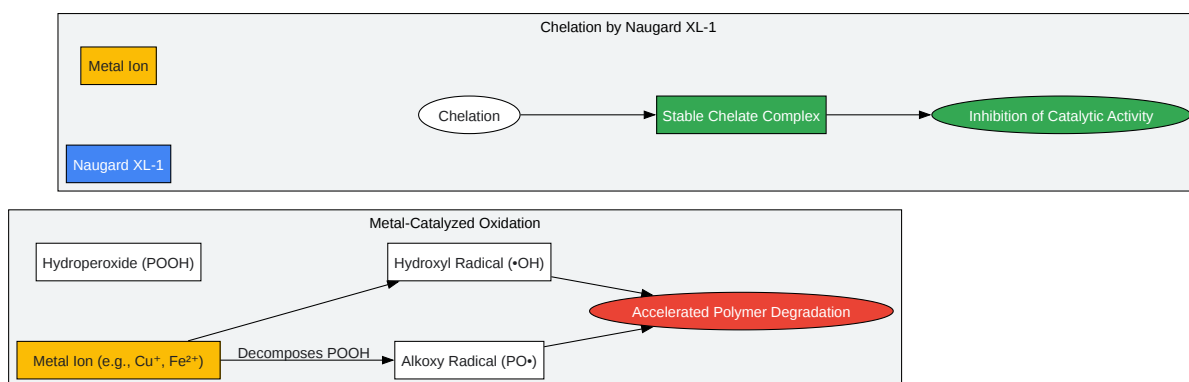 Chelation by Naugard XL-1
Metal Ion
Chelation
Stable Chelate Complex
Inhibition of Catalytic Activity
Naugard XL-1
Metal-Catalyzed Oxidation
Hydroperoxide (POOH)
Hydroxyl Radical (•OH)
Accelerated Polymer Degradation
Metal Ion (e.g., Cu⁺, Fe²⁺)
Decomposes POOH
Alkoxy Radical (PO•)